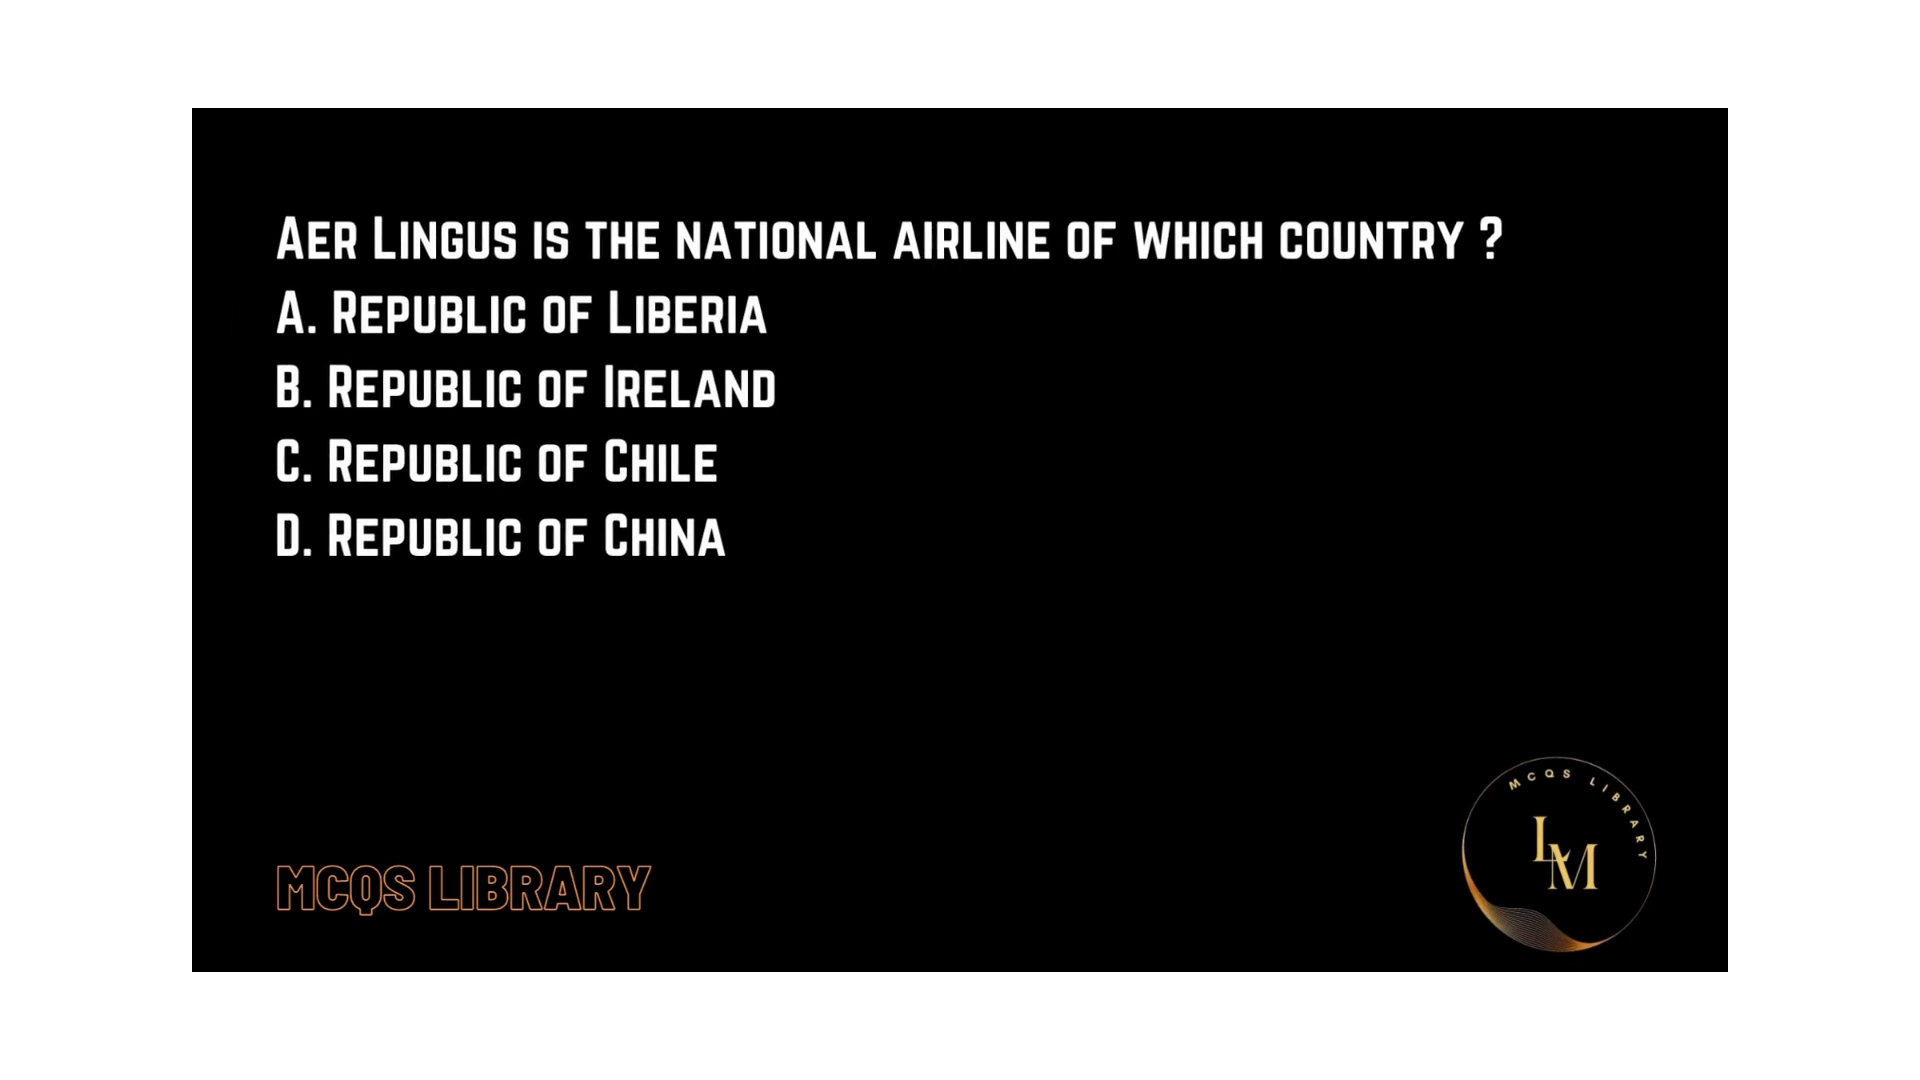 Aer Lingus is the national airline of which country ?
A. Republic of Liberia
B. Republic of Ireland
C. Republic of Chile
D. Republic of China
MCQS LIBRARY
MCQS LIBRARY
LM